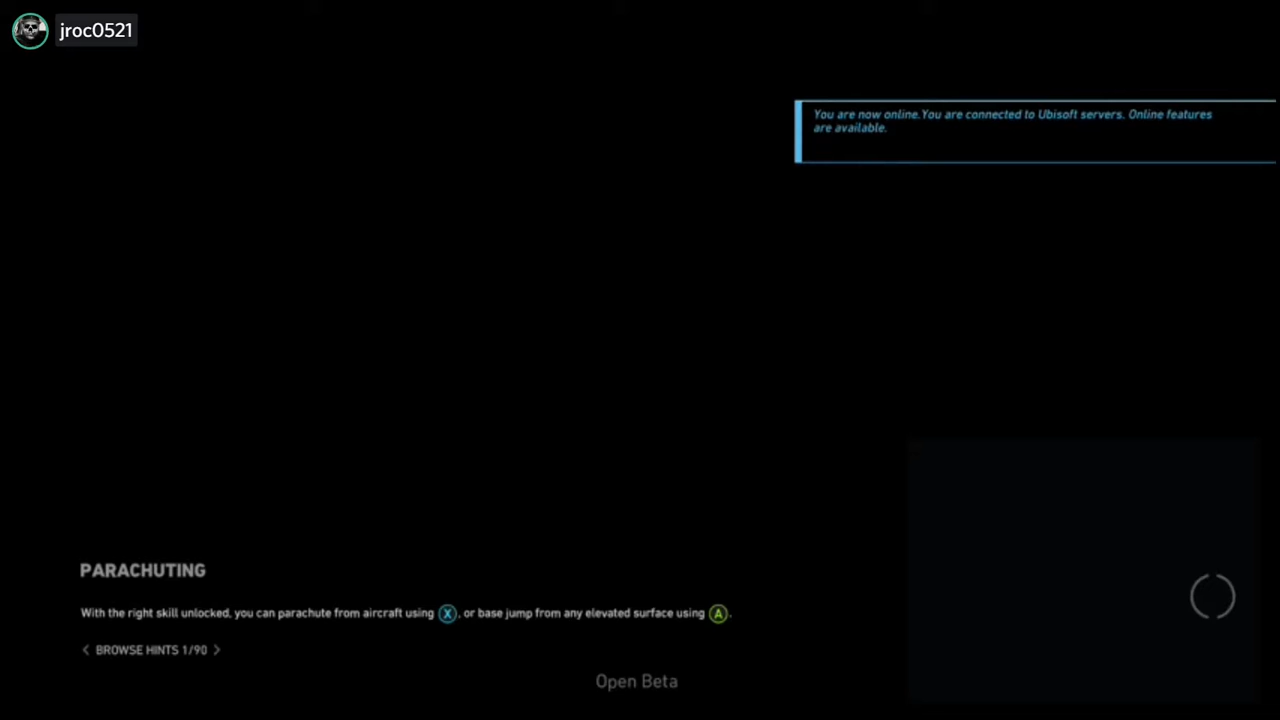 jroc0521
You are now online.You are connected to Ubisoft servers. Online features
are available.
PARACHUTING
With the right skill unlocked, you can parachute from aircraft using X, or base jump from any elevated surface using A.
< BROWSE HINTS 1/90 >
Open Beta